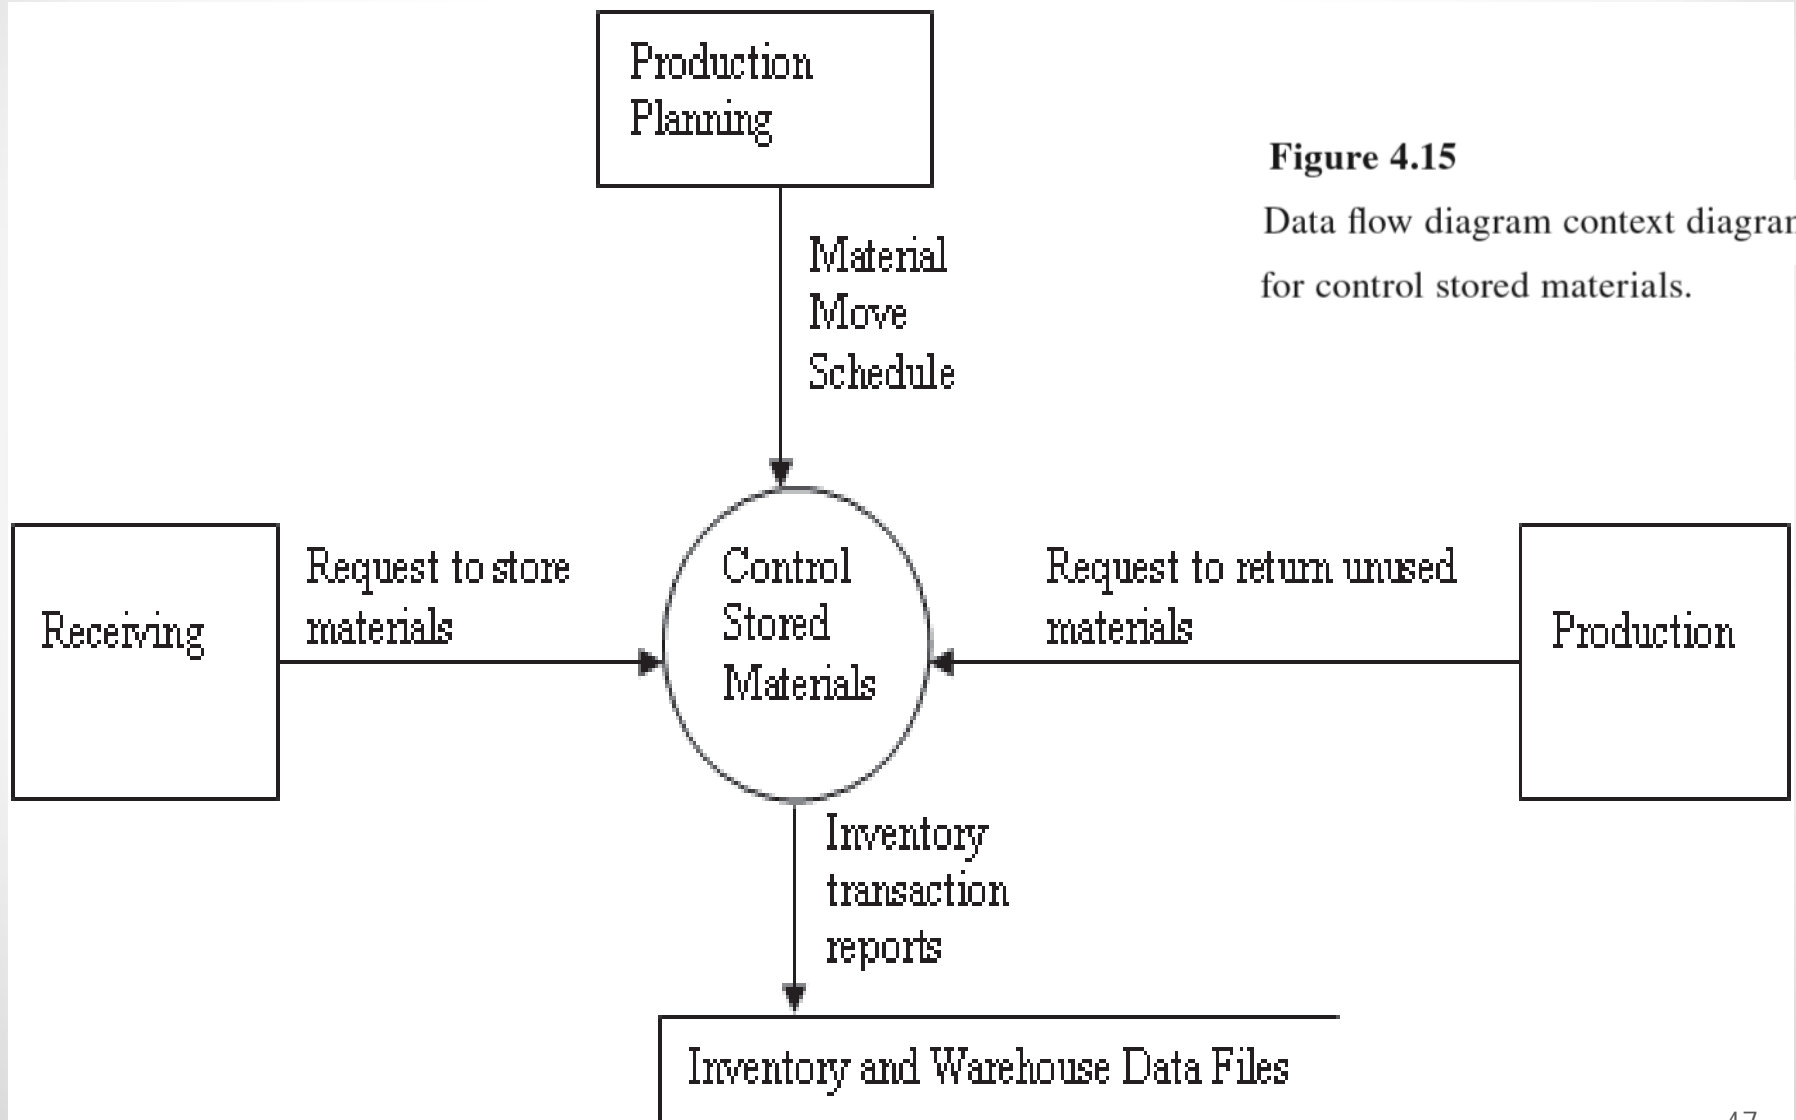 Production
Planning
Figure 4.15
Data flow diagram context diagram
for control stored materials.
Material
Move
Schedule
Receiving
Request to store
materials
Control
Stored
Materials
Request to return unused
materials
Production
Inventory
transaction
reports
Inventory and Warehouse Data Files
47